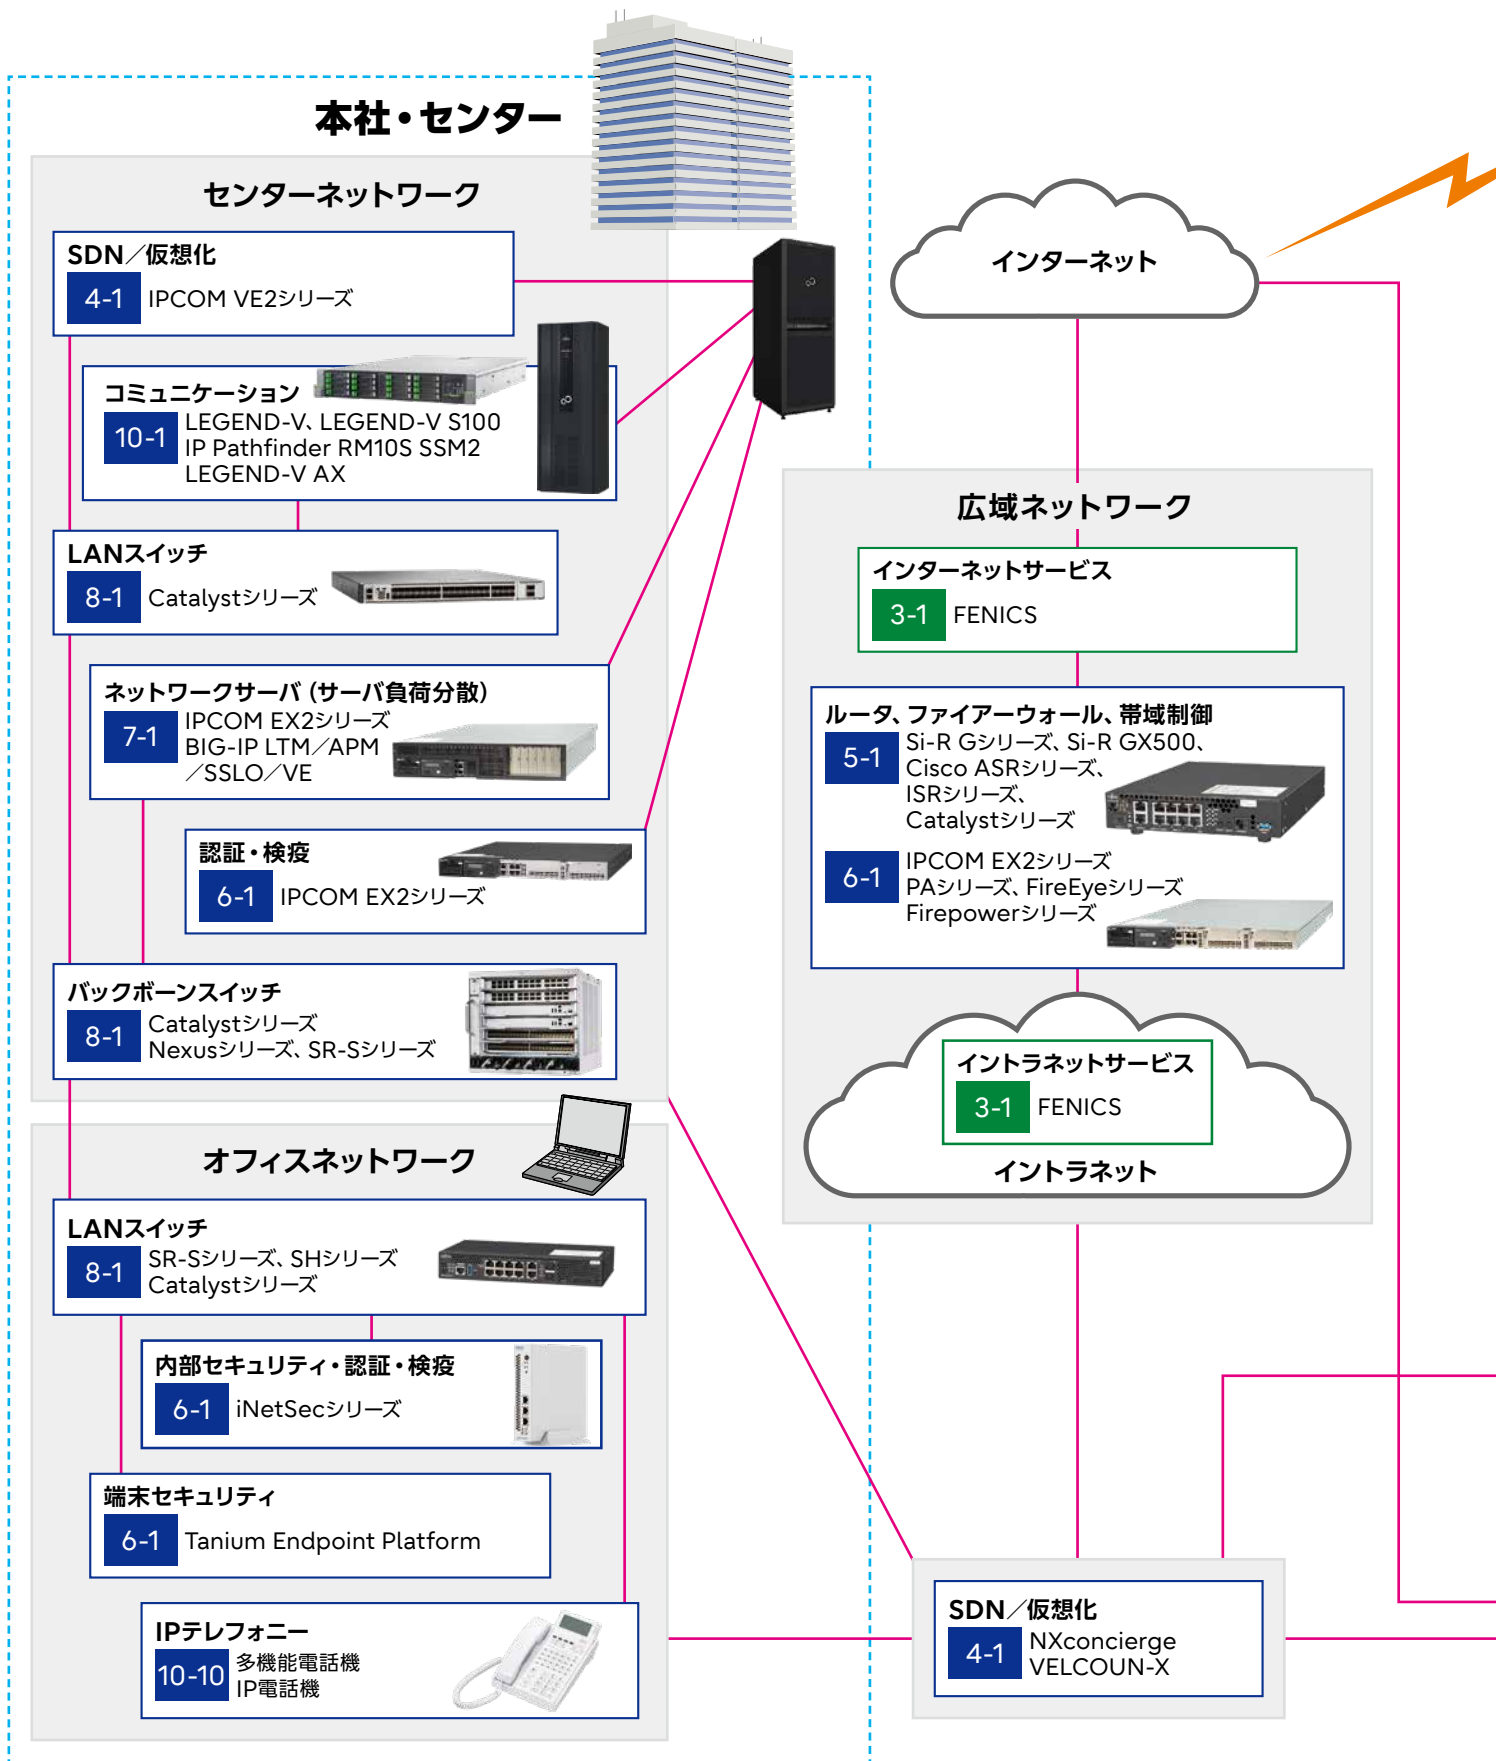 本社・センター
センターネットワーク
SDN／仮想化
4-1 IPCOM VE2シリーズ
コミュニケーション
10-1 LEGEND-V、LEGEND-V S100
IP Pathfinder RM10S SSM2
LEGEND-V AX
LANスイッチ
8-1 Catalystシリーズ
ネットワークサーバ（サーバ負荷分散）
7-1 IPCOM EX2シリーズ
BIG-IP LTM／APM
／SSLO／VE
認証・検疫
6-1 IPCOM EX2シリーズ
バックボーンスイッチ
8-1 Catalystシリーズ
Nexusシリーズ、SR-Sシリーズ
オフィスネットワーク
LANスイッチ
8-1 SR-Sシリーズ、SHシリーズ
Catalystシリーズ
内部セキュリティ・認証・検疫
6-1 iNetSecシリーズ
端末セキュリティ
6-1 Tanium Endpoint Platform
IPテレフォニー
10-10 多機能電話機
IP電話機
インターネット
広域ネットワーク
インターネットサービス
3-1 FENICS
ルータ、ファイアーウォール、帯域制御
5-1 Si-R Gシリーズ、Si-R GX500、
Cisco ASRシリーズ、
ISRシリーズ、
Catalystシリーズ
6-1 IPCOM EX2シリーズ
PAシリーズ、FireEyeシリーズ
Firepowerシリーズ
イントラネットサービス
3-1 FENICS
イントラネット
SDN／仮想化
4-1 NXconcierge
VELCOUN-X